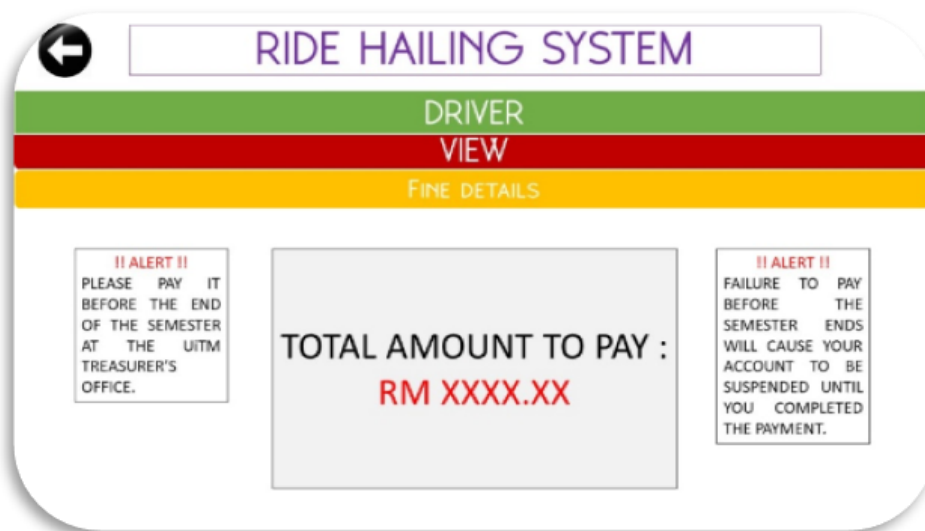 RIDE HAILING SYSTEM
DRIVER
VIEW
FINE DETAILS
!! ALERT !!
PLEASE PAY IT
BEFORE THE END
OF THE SEMESTER
AT THE UiTM
TREASURER'S
OFFICE.
TOTAL AMOUNT TO PAY :
RM XXXX.XX
!! ALERT !!
FAILURE TO PAY
BEFORE THE
SEMESTER ENDS
WILL CAUSE YOUR
ACCOUNT TO BE
SUSPENDED UNTIL
YOU COMPLETED
THE PAYMENT.